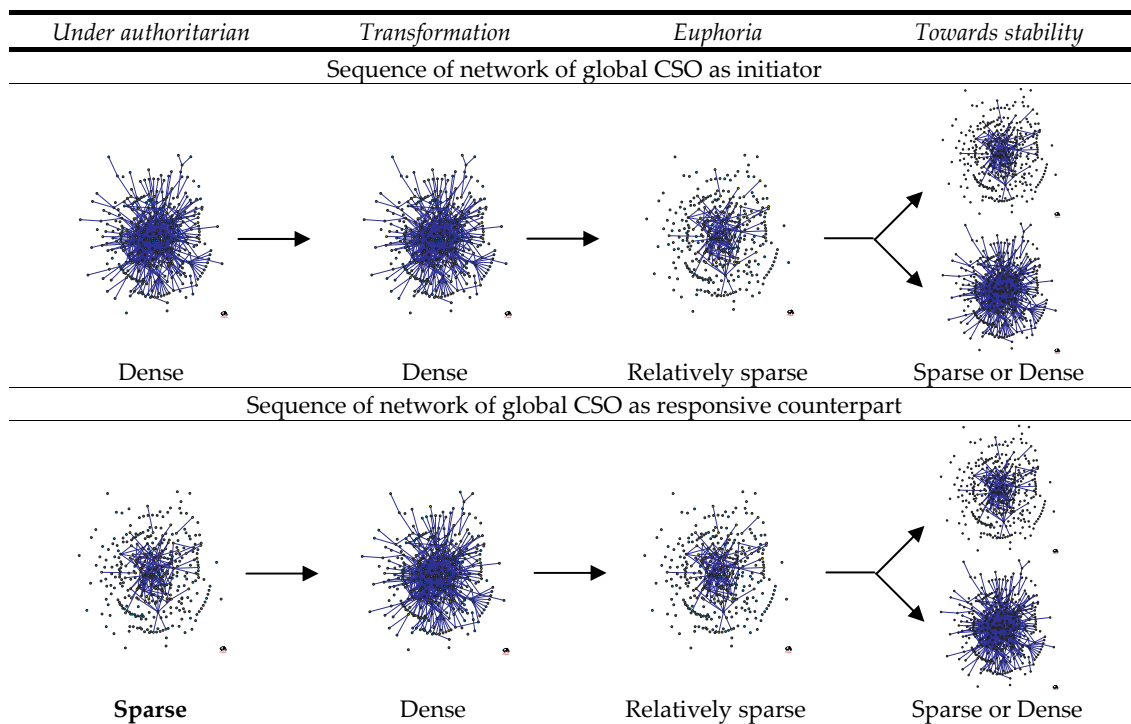 Under authoritarian Transformation Euphoria Towards stability
Sequence of network of global CSO as initiator
Dense Dense Relatively sparse Sparse or Dense
Sequence of network of global CSO as responsive counterpart
Sparse Dense Relatively sparse Sparse or Dense